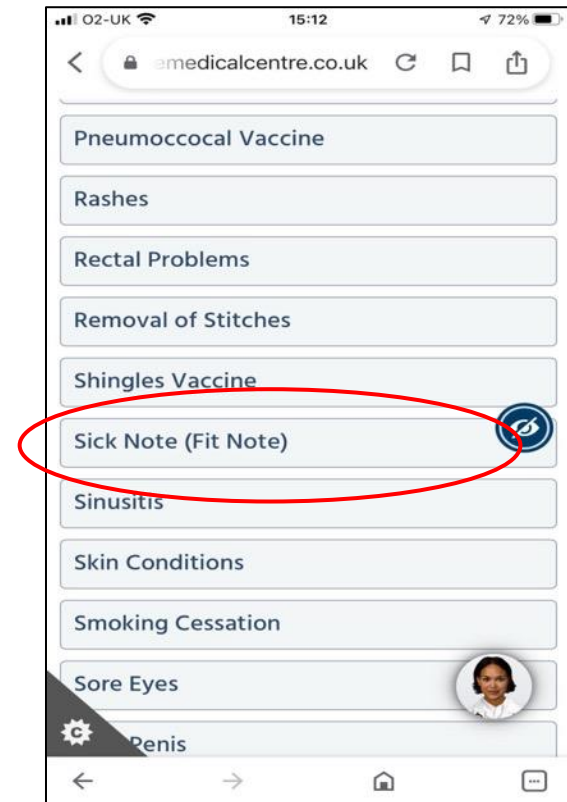 O2-UK 15:12 72%
emedicalcentre.co.uk
Pneumoccocal Vaccine
Rashes
Rectal Problems
Removal of Stitches
Shingles Vaccine
Sick Note (Fit Note)
Sinusitis
Skin Conditions
Smoking Cessation
Sore Eyes
C Penis